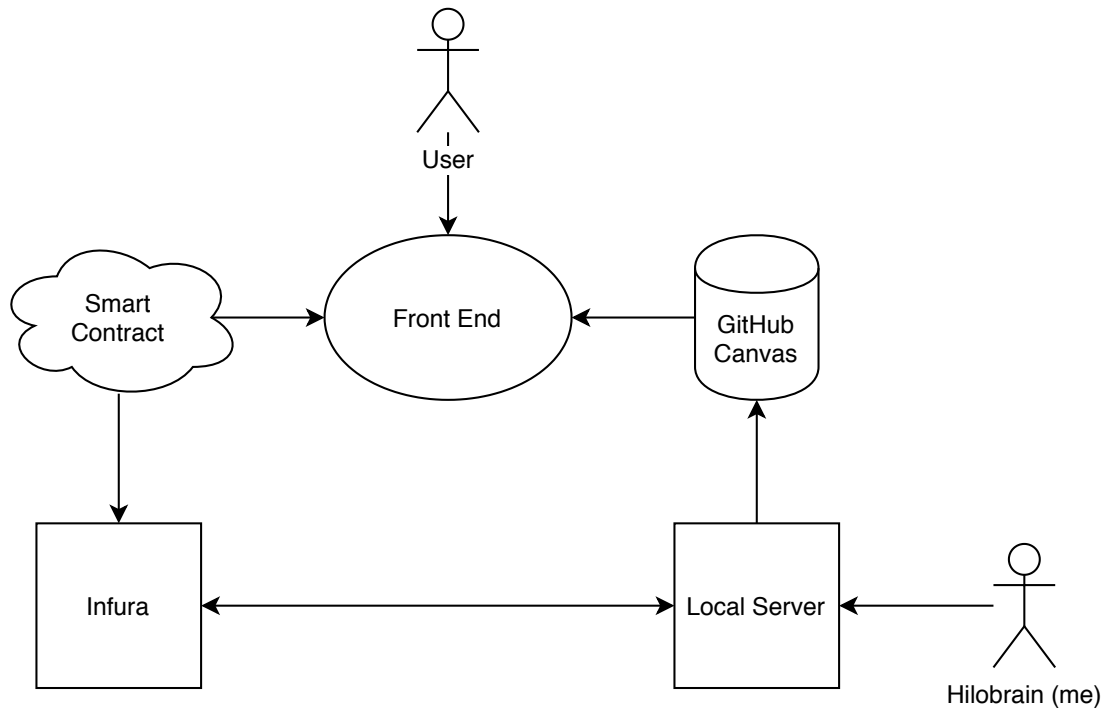 User
Smart
Contract
Front End
GitHub
Canvas
Infura
Local Server
Hilobrain (me)